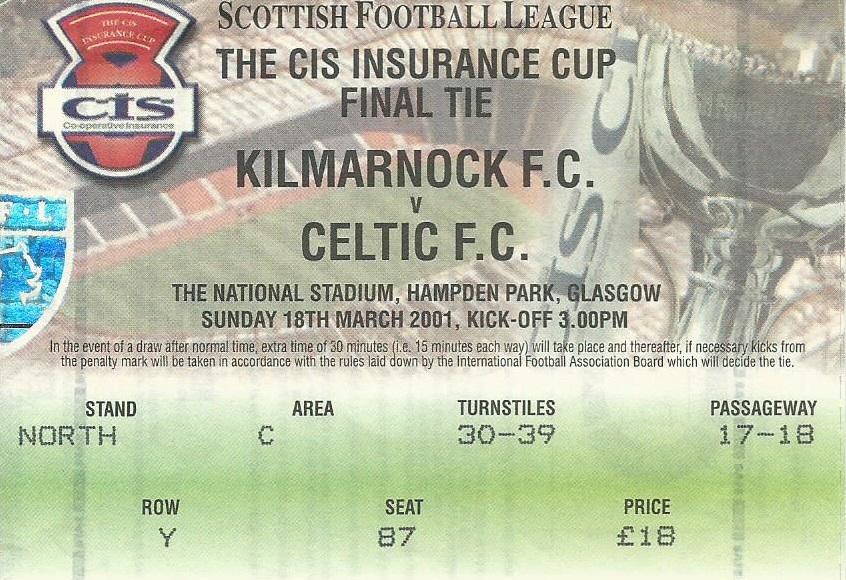 SCOTTISH FOOTBALL LEAGUE
THE CIS INSURANCE CUP
FINAL TIE
THE CIS
INSURANCE CUP
cis
Co-operative Insurance
KILMARNOCK F.C.
V
CELTIC F.C.
F.L
CIS
THE NATIONAL STADIUM, HAMPDEN PARK, GLASGOW
SUNDAY 18TH MARCH 2001, KICK-OFF 3.00PM
In the event of a draw after normal time, extra time of 30 minutes (i.e. 15 minutes each way) will take place and thereafter, if necessary kicks from
the penalty mark will be taken in accordance with the rules laid down by the International Football Association Board which will decide the tie.
STAND AREA TURNSTILES PASSAGEWAY
NORTH C 30-39 17-18
ROW SEAT PRICE
Y 87 £18